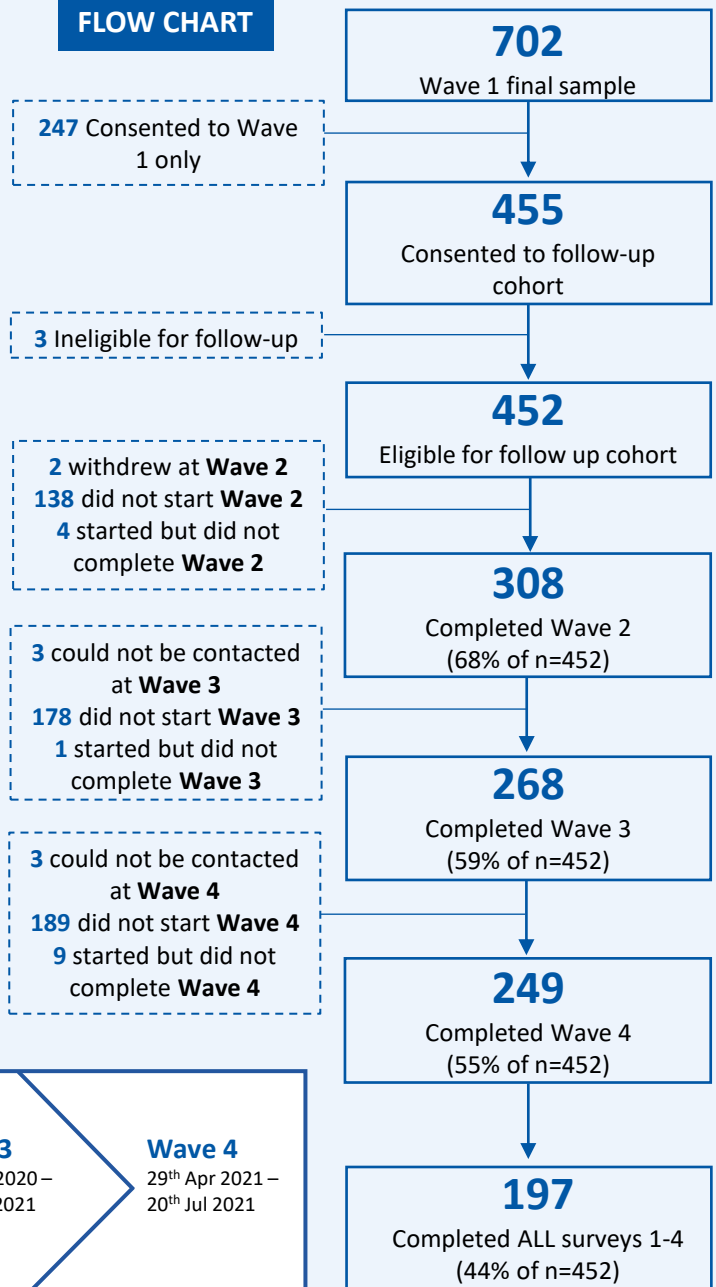 FLOW CHART
702
Wave 1 final sample
247 Consented to Wave
1 only
455
Consented to follow-up
cohort
3 Ineligible for follow-up
452
Eligible for follow up cohort
2 withdrew at Wave 2
138 did not start Wave 2
4 started but did not
complete Wave 2
308
Completed Wave 2
(68% of n=452)
3 could not be contacted
at Wave 3
178 did not start Wave 3
1 started but did not
complete Wave 3
268
Completed Wave 3
(59% of n=452)
3 could not be contacted
at Wave 4
189 did not start Wave 4
9 started but did not
complete Wave 4
249
Completed Wave 4
(55% of n=452)
3
2020 –
2021
Wave 4
29th Apr 2021 –
20th Jul 2021
197
Completed ALL surveys 1-4
(44% of n=452)